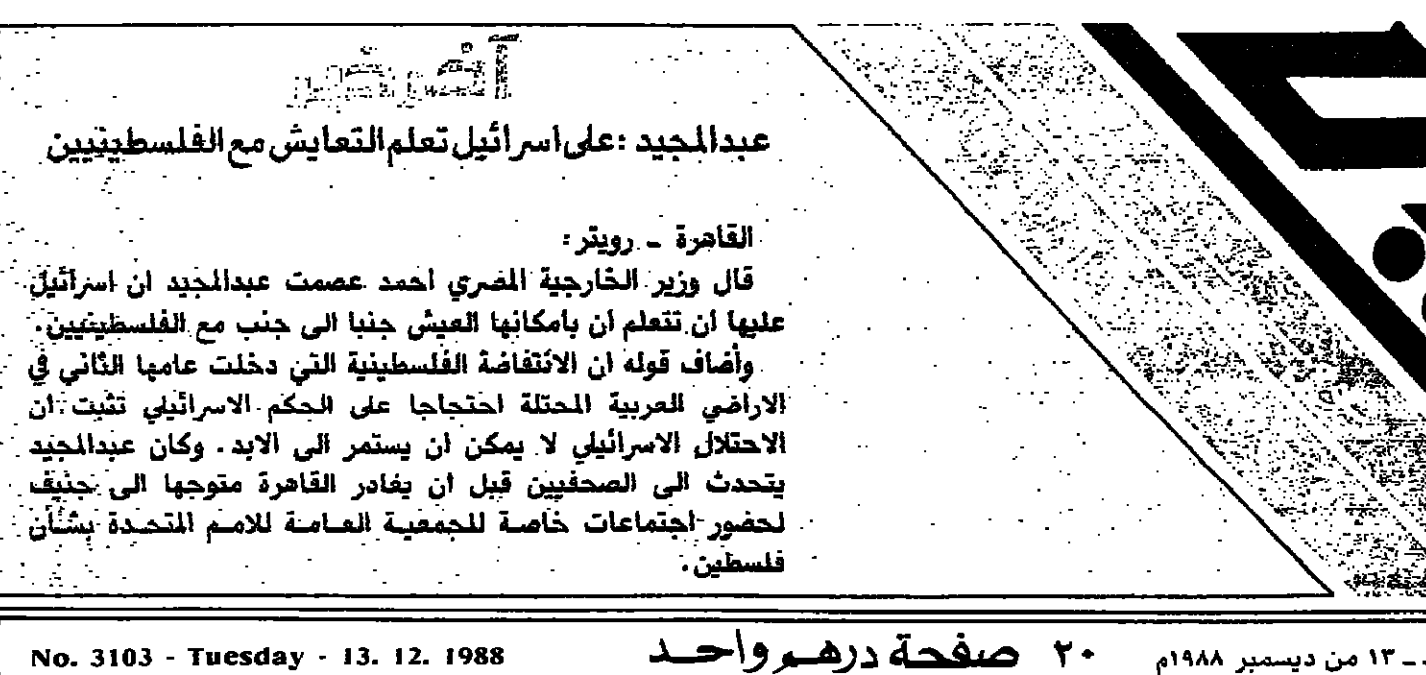 آخر خبر
عبدالمجيد : على اسرائيل تعلم التعايش مع الفلسطينيين
القاهرة - رويتر :
قال وزير الخارجية المصري احمد عصمت عبدالمجيد ان اسرائيل
عليها ان تتعلم ان بامكانها العيش جنبا الى جنب مع الفلسطينيين .
وأضاف قوله ان الانتفاضة الفلسطينية التي دخلت عامها الثاني في
الاراضي العربية المحتلة احتجاجا على الحكم الاسرائيلي تثبت ان
الاحتلال الاسرائيلي لا يمكن ان يستمر الى الابد . وكان عبدالمجيد
يتحدث الى الصحفيين قبل ان يغادر القاهرة متوجها الى جنيف
لحضور اجتماعات خاصة للجمعية العامة للامم المتحدة بشأن
فلسطين .
ـ ١٣ من ديسمبر ١٩٨٨م ٢٠ صفحة درهم واحد No. 3103 - Tuesday - 13. 12. 1988